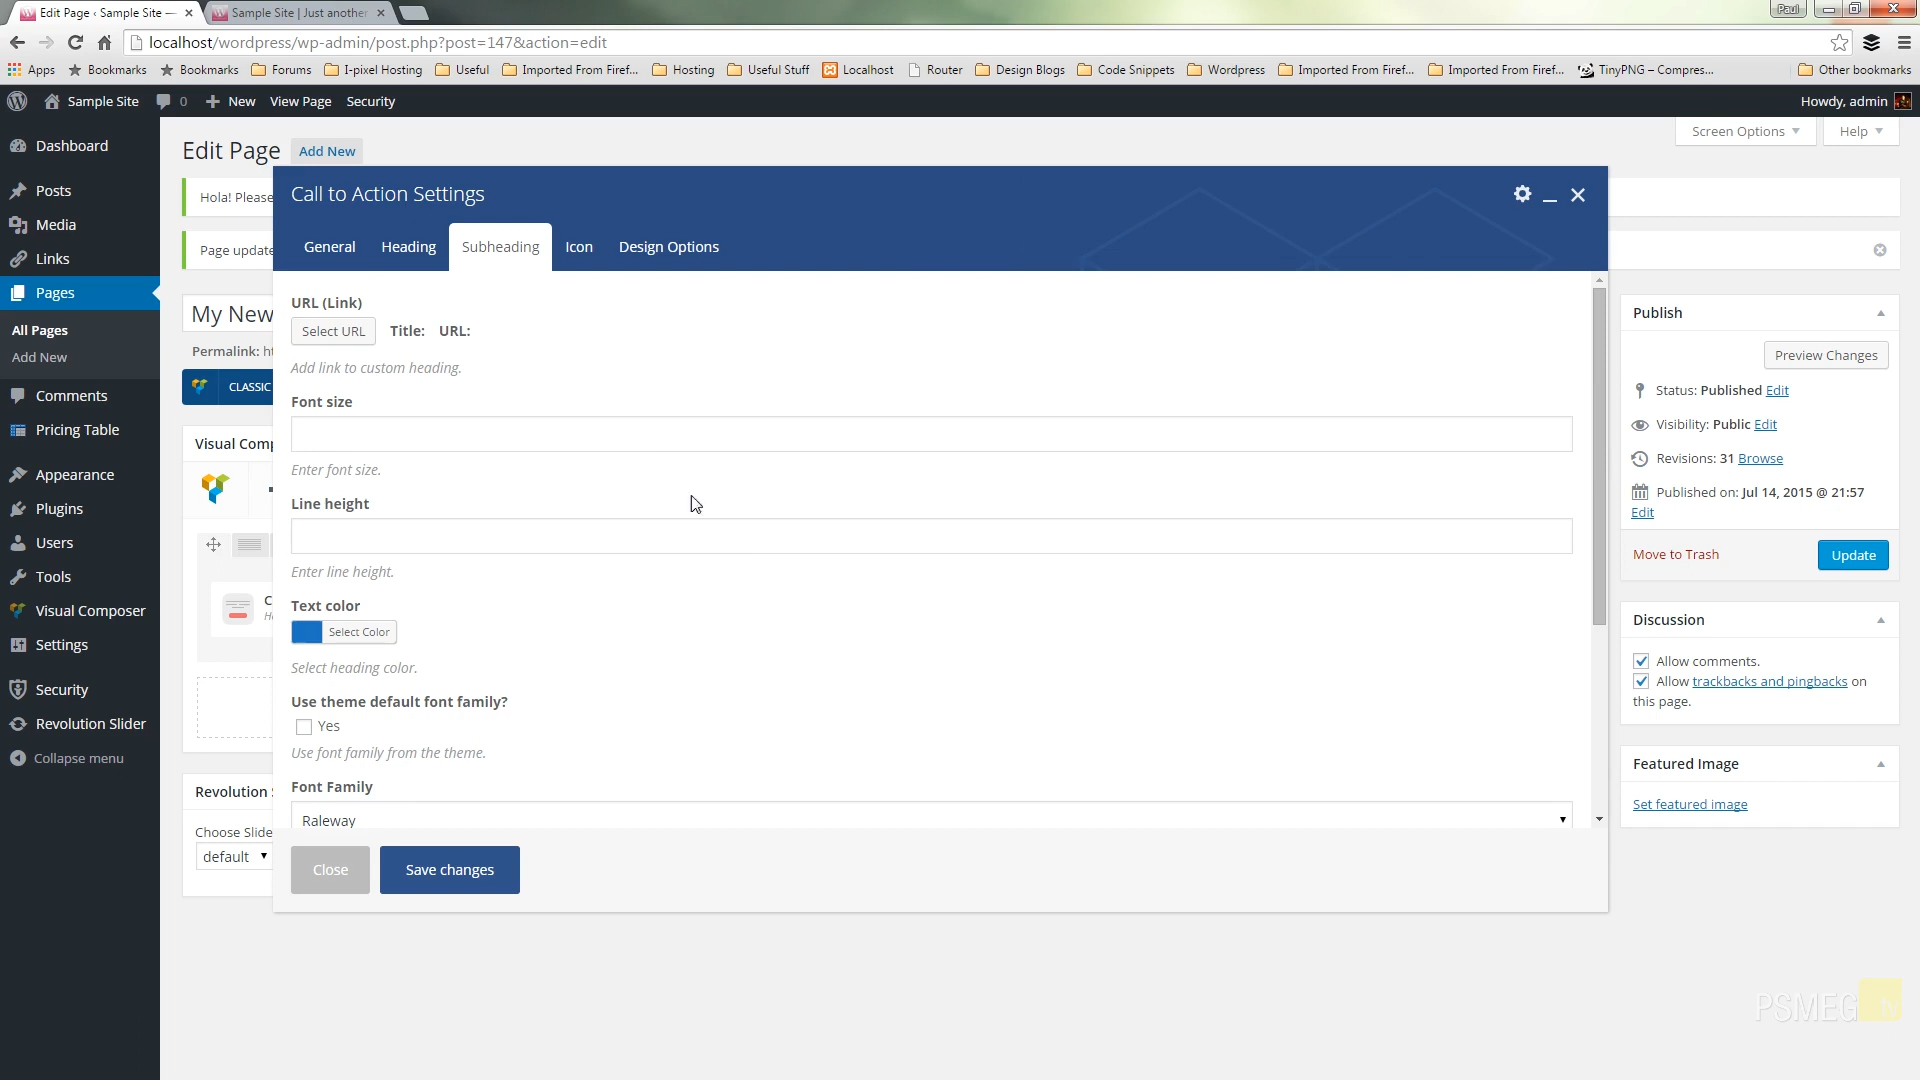 Edit Page ‹ Sample Site —
Sample Site | Just another
Paul
localhost/wordpress/wp-admin/post.php?post=147&action=edit
Apps
Bookmarks
Bookmarks
Forums
I-pixel Hosting
Useful
Imported From Firef...
Hosting
Useful Stuff
Localhost
Router
Design Blogs
Code Snippets
Wordpress
Imported From Firef...
Imported From Firef...
TinyPNG – Compres...
Other bookmarks
Sample Site
0
New
View Page
Security
Howdy, admin
Dashboard
Posts
Media
Links
Pages
All Pages
Add New
Comments
Pricing Table
Appearance
Plugins
Users
Tools
Visual Composer
Settings
Security
Revolution Slider
Collapse menu
Screen Options
Help
Edit Page
Add New
Hola! Please
Page update
My New
Permalink:
CLASSIC
Visual Comp
Revolution
Choose Slide
default
Call to Action Settings
General
Heading
Subheading
Icon
Design Options
URL (Link)
Select URL
Title:
URL:
Add link to custom heading.
Font size
Enter font size.
Line height
Enter line height.
Text color
Select Color
Select heading color.
Use theme default font family?
Yes
Use font family from the theme.
Font Family
Raleway
Close
Save changes
Publish
Preview Changes
Status: Published Edit
Visibility: Public Edit
Revisions: 31 Browse
Published on: Jul 14, 2015 @ 21:57
Edit
Move to Trash
Update
Discussion
Allow comments.
Allow trackbacks and pingbacks on
this page.
Featured Image
Set featured image
PSMEG tv